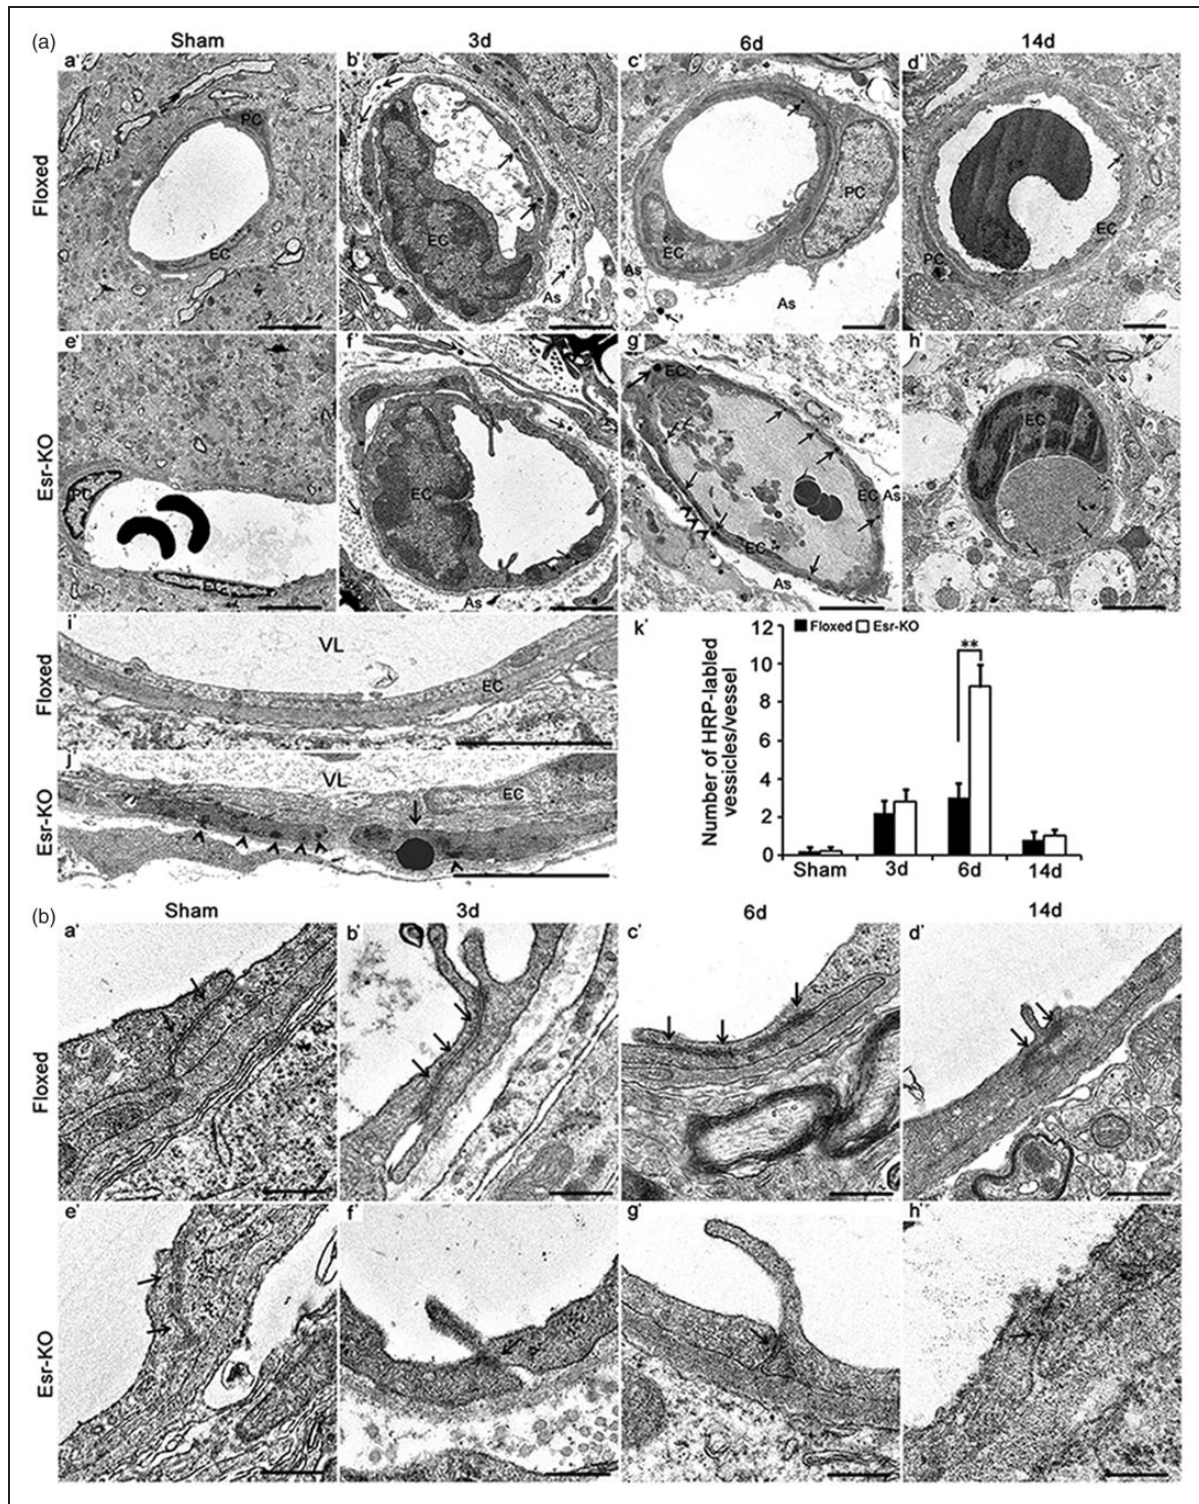 (a)
Sham 3d 6d 14d
a' b' c' d'
Floxed
PC
EC
EC
As
PC
EC
As
As
EC
PC
e' f' g' h'
Esr-KO
PC
EC
As
EC
EC
As
EC
As
EC
i'
Floxed
VL
EC
j'
Esr-KO
VL
EC
k'
Floxed Esr-KO
Number of HRP-labled
vessicles/vessel
12
10
8
6
4
2
0
**
Sham 3d 6d 14d
(b)
Sham 3d 6d 14d
a' b' c' d'
Floxed
e' f' g' h'
Esr-KO